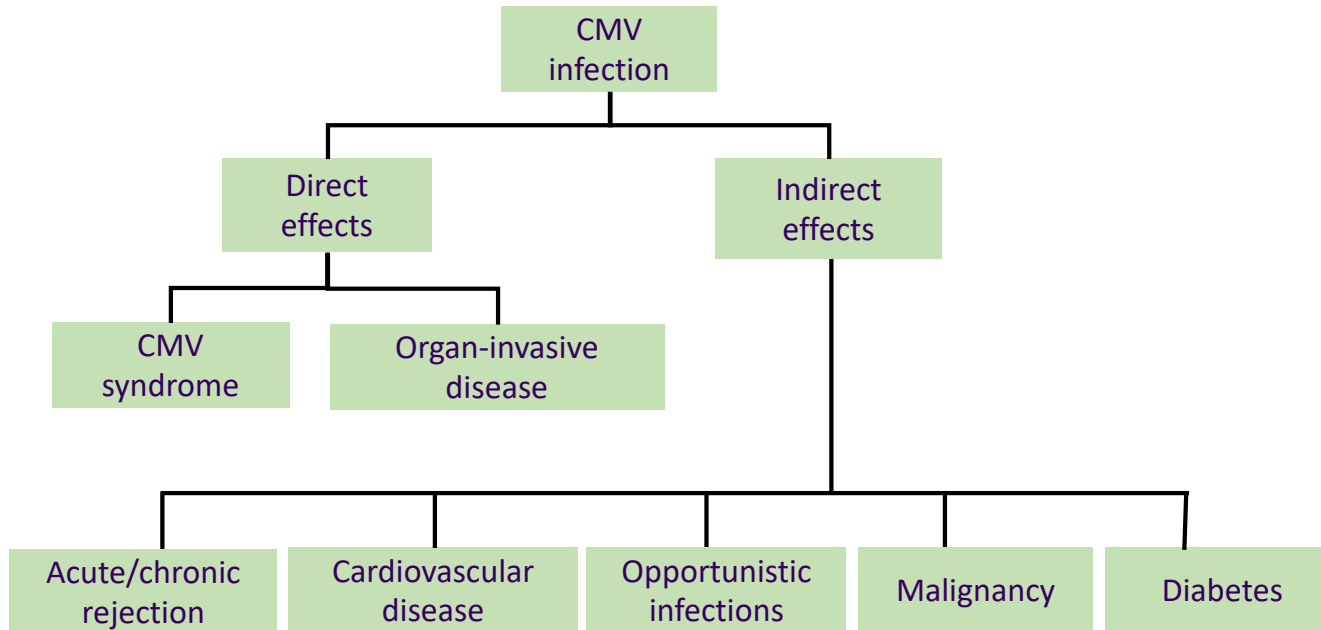 CMV
infection
Direct
effects
Indirect
effects
CMV
syndrome
Organ-invasive
disease
Acute/chronic
rejection
Cardiovascular
disease
Opportunistic
infections
Malignancy
Diabetes